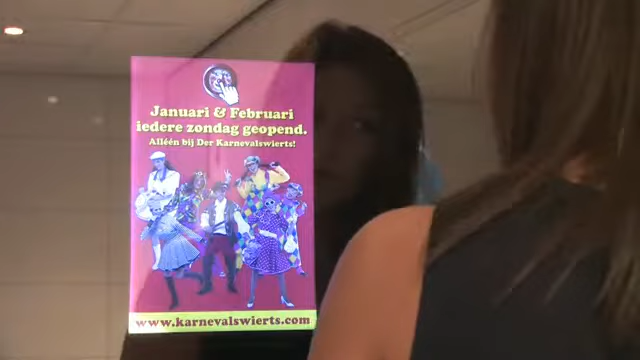 Januari & Februari
iedere zondag geopend.
Alléén bij Der Karnevalswierts!
www.karnevalswierts.com